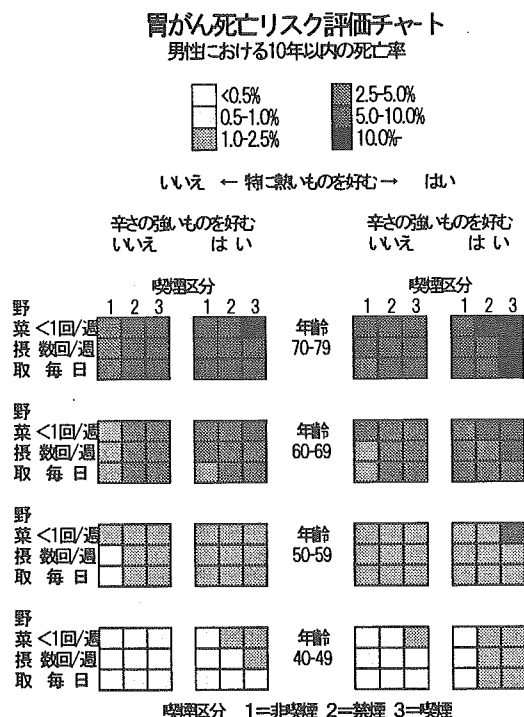 胃がん死亡リスク評価チャート
男性における10年以内の死亡率
<0.5% 2.5-5.0%
0.5-1.0% 5.0-10.0%
1.0-2.5% 10.0%-
いいえ ← 特に熱いものを好む → はい
辛さの強いものを好む 辛さの強いものを好む
いいえ はい いいえ はい
喫煙区分 喫煙区分
野 1 2 3 1 2 3 1 2 3 1 2 3
菜 <1回/週 年齢
摂 数回/週 70-79
取 毎日
野
菜 <1回/週 年齢
摂 数回/週 60-69
取 毎日
野
菜 <1回/週 年齢
摂 数回/週 50-59
取 毎日
野
菜 <1回/週 年齢
摂 数回/週 40-49
取 毎日
喫煙区分 1=非喫煙 2=禁煙 3=喫煙